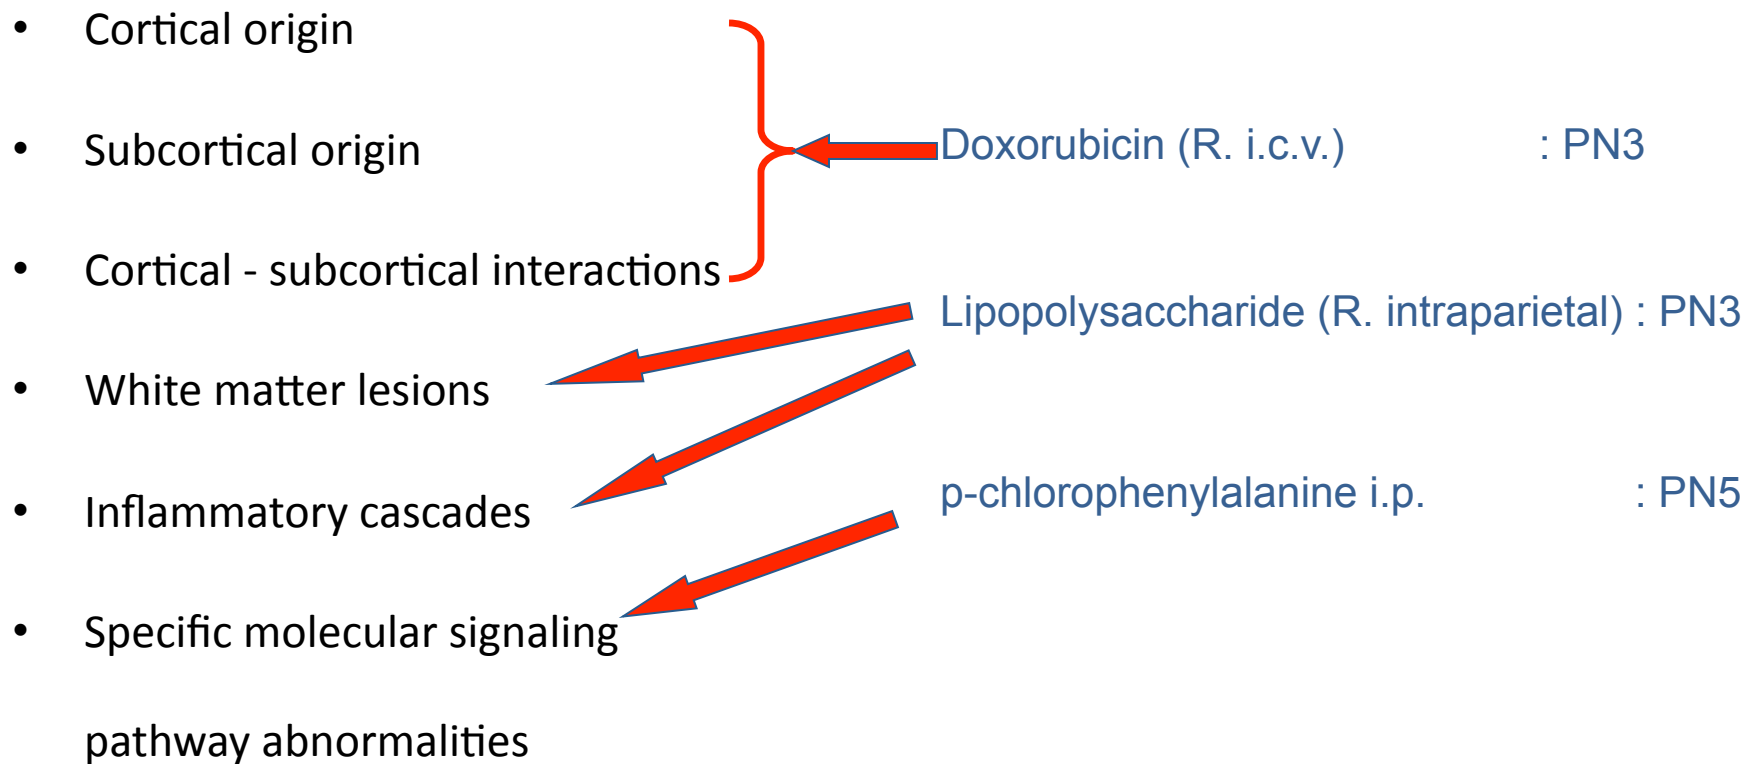 • Cortical origin
• Subcortical origin
• Cortical - subcortical interactions
• White matter lesions
• Inflammatory cascades
• Specific molecular signaling
pathway abnormalities
Doxorubicin (R. i.c.v.) : PN3
Lipopolysaccharide (R. intraparietal) : PN3
p-chlorophenylalanine i.p. : PN5